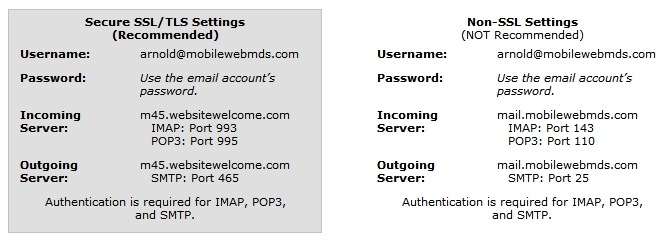 Secure SSL/TLS Settings
(Recommended)
Username: arnold@mobilewebmds.com
Password: Use the email account's
password.
Incoming m45.websitewelcome.com
Server: IMAP: Port 993
POP3: Port 995
Outgoing m45.websitewelcome.com
Server: SMTP: Port 465
Authentication is required for IMAP, POP3,
and SMTP.
Non-SSL Settings
(NOT Recommended)
Username: arnold@mobilewebmds.com
Password: Use the email account's
password.
Incoming mail.mobilewebmds.com
Server: IMAP: Port 143
POP3: Port 110
Outgoing mail.mobilewebmds.com
Server: SMTP: Port 25
Authentication is required for IMAP, POP3,
and SMTP.